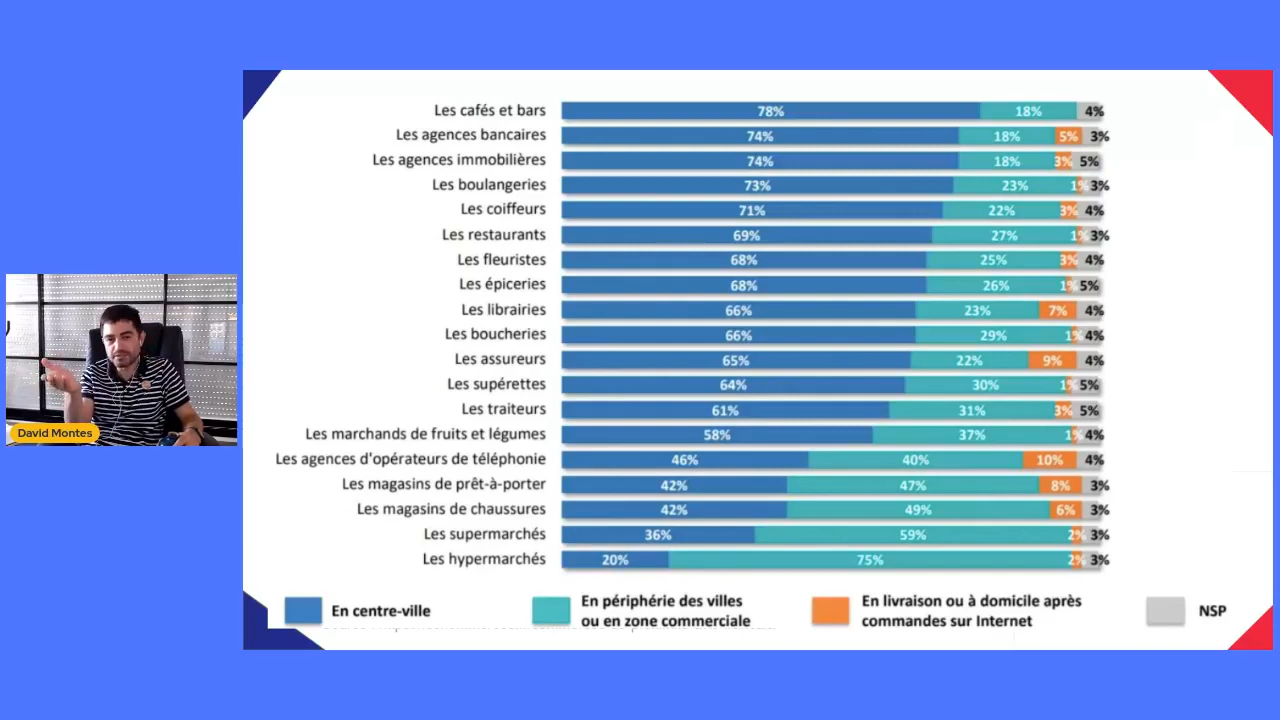 Les cafés et bars 78% 18% 4%
Les agences bancaires 74% 18% 5% 3%
Les agences immobilières 74% 18% 3% 5%
Les boulangeries 73% 23% 1% 3%
Les coiffeurs 71% 22% 3% 4%
Les restaurants 69% 27% 1% 3%
Les fleuristes 68% 25% 3% 4%
Les épiceries 68% 26% 1% 5%
Les librairies 66% 23% 7% 4%
Les boucheries 66% 29% 1% 4%
Les assureurs 65% 22% 9% 4%
Les supérettes 64% 30% 1% 5%
Les traiteurs 61% 31% 3% 5%
Les marchands de fruits et légumes 58% 37% 1% 4%
Les agences d'opérateurs de téléphonie 46% 40% 10% 4%
Les magasins de prêt-à-porter 42% 47% 8% 3%
Les magasins de chaussures 42% 49% 6% 3%
Les supermarchés 36% 59% 2% 3%
Les hypermarchés 20% 75% 2% 3%
En centre-ville
En périphérie des villes
ou en zone commerciale
En livraison ou à domicile après
commandes sur Internet
NSP
David Montes